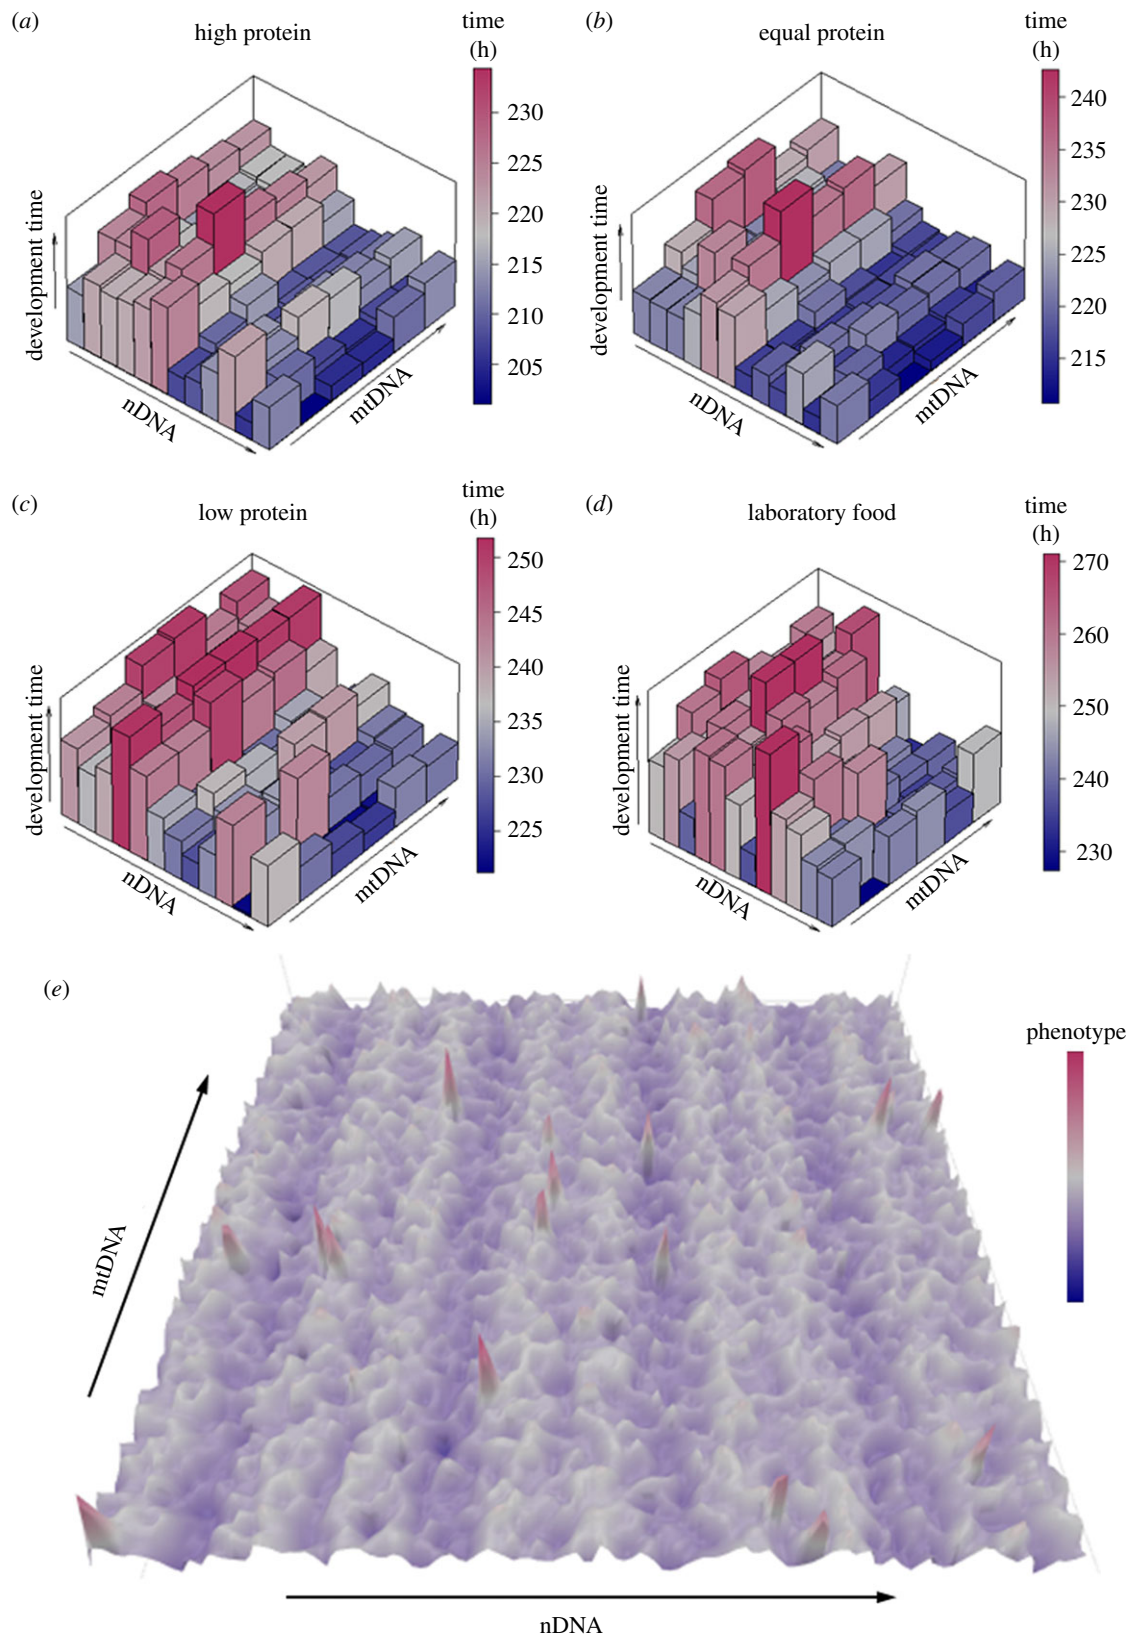 (a)
high protein
time
(h)
230
225
220
215
210
205
development time
nDNA
mtDNA
(b)
equal protein
time
(h)
240
235
230
225
220
215
development time
nDNA
mtDNA
(c)
low protein
time
(h)
250
245
240
235
230
225
development time
nDNA
mtDNA
(d)
laboratory food
time
(h)
270
260
250
240
230
development time
nDNA
mtDNA
(e)
phenotype
mtDNA
nDNA